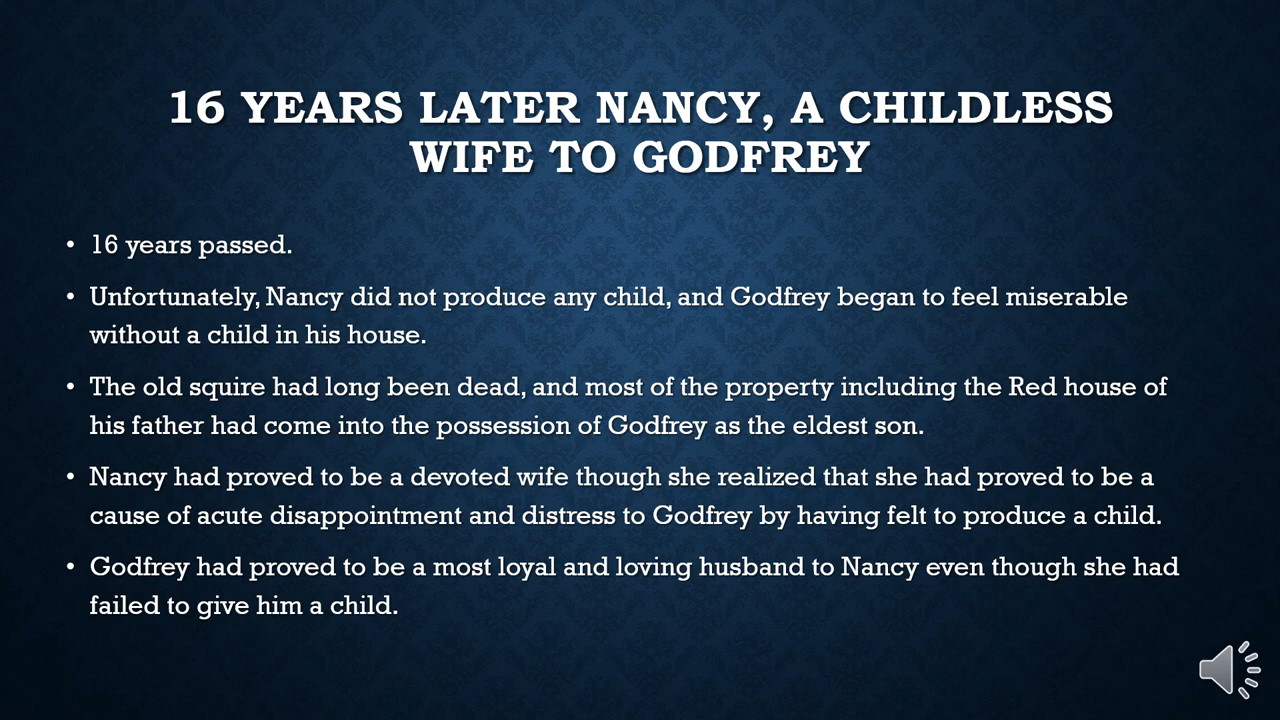 16 YEARS LATER NANCY, A CHILDLESS
WIFE TO GODFREY
• 16 years passed.
• Unfortunately, Nancy did not produce any child, and Godfrey began to feel miserable
without a child in his house.
• The old squire had long been dead, and most of the property including the Red house of
his father had come into the possession of Godfrey as the eldest son.
• Nancy had proved to be a devoted wife though she realized that she had proved to be a
cause of acute disappointment and distress to Godfrey by having felt to produce a child.
• Godfrey had proved to be a most loyal and loving husband to Nancy even though she had
failed to give him a child.